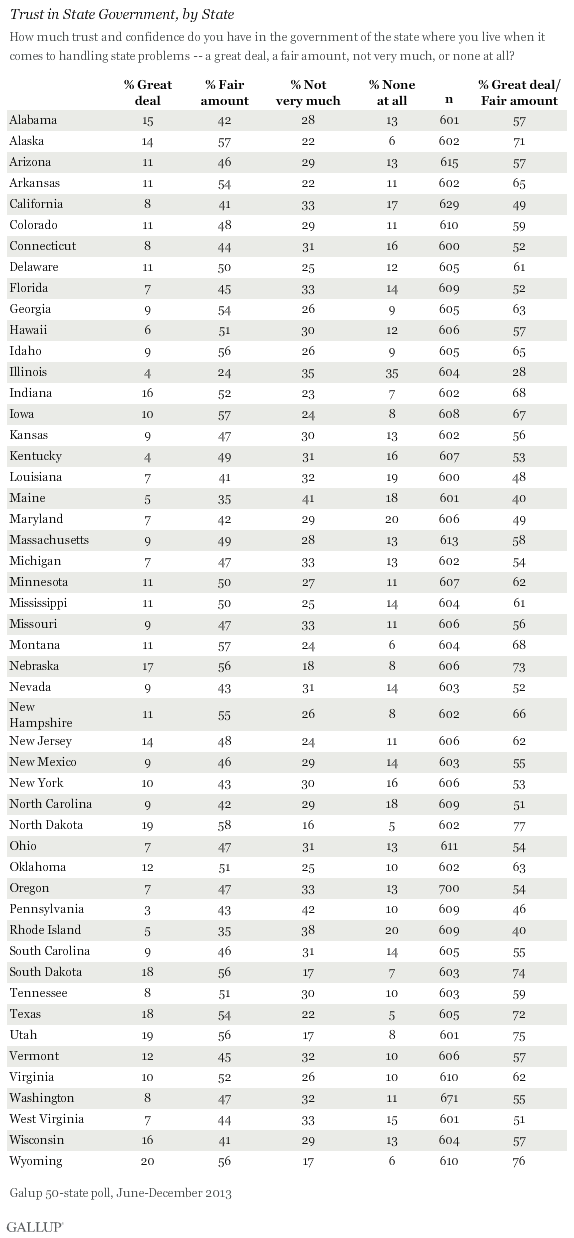 Trust in State Government, by State
How much trust and confidence do you have in the government of the state where you live when it
comes to handling state problems -- a great deal, a fair amount, not very much, or none at all?
% Great deal % Fair amount % Not very much % None at all n % Great deal/ Fair amount
Alabama 15 42 28 13 601 57
Alaska 14 57 22 6 602 71
Arizona 11 46 29 13 615 57
Arkansas 11 54 22 11 602 65
California 8 41 33 17 629 49
Colorado 11 48 29 11 610 59
Connecticut 8 44 31 16 600 52
Delaware 11 50 25 12 605 61
Florida 7 45 33 14 609 52
Georgia 9 54 26 9 605 63
Hawaii 6 51 30 12 606 57
Idaho 9 56 26 9 605 65
Illinois 4 24 35 35 604 28
Indiana 16 52 23 7 602 68
Iowa 10 57 24 8 608 67
Kansas 9 47 30 13 602 56
Kentucky 4 49 31 16 607 53
Louisiana 7 41 32 19 600 48
Maine 5 35 41 18 601 40
Maryland 7 42 29 20 606 49
Massachusetts 9 49 28 13 613 58
Michigan 7 47 33 13 602 54
Minnesota 11 50 27 11 607 62
Mississippi 11 50 25 14 604 61
Missouri 9 47 33 11 606 56
Montana 11 57 24 6 604 68
Nebraska 17 56 18 8 606 73
Nevada 9 43 31 14 603 52
New Hampshire 11 55 26 8 602 66
New Jersey 14 48 24 11 606 62
New Mexico 9 46 29 14 603 55
New York 10 43 30 16 606 53
North Carolina 9 42 29 18 609 51
North Dakota 19 58 16 5 602 77
Ohio 7 47 31 13 611 54
Oklahoma 12 51 25 10 602 63
Oregon 7 47 33 13 700 54
Pennsylvania 3 43 42 10 609 46
Rhode Island 5 35 38 20 609 40
South Carolina 9 46 31 14 605 55
South Dakota 18 56 17 7 603 74
Tennessee 8 51 30 10 603 59
Texas 18 54 22 5 605 72
Utah 19 56 17 8 601 75
Vermont 12 45 32 10 606 57
Virginia 10 52 26 10 610 62
Washington 8 47 32 11 671 55
West Virginia 7 44 33 15 601 51
Wisconsin 16 41 29 13 604 57
Wyoming 20 56 17 6 610 76
Galup 50-state poll, June-December 2013
GALLUP